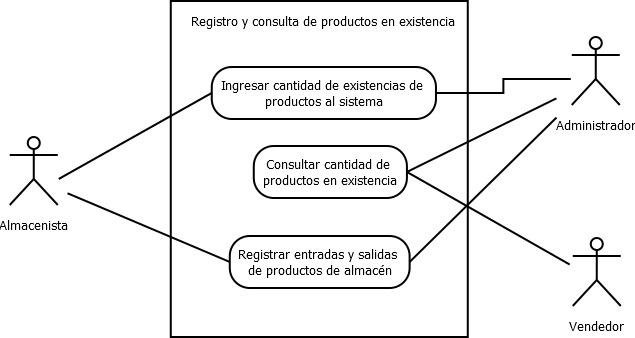 Registro y consulta de productos en existencia
Ingresar cantidad de existencias de
productos al sistema
Administrador
Consultar cantidad de
productos en existencia
Almacenista
Registrar entradas y salidas
de productos de almacén
Vendedor